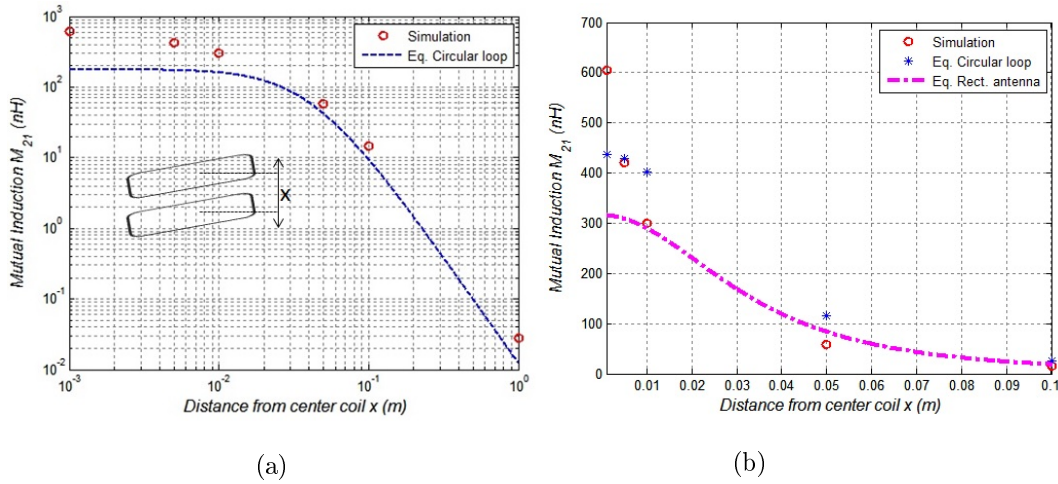 Mutual Induction M21 (nH)
10^3
10^2
10^1
10^0
10^-1
10^-2
Simulation
Eq. Circular loop
X
10^-3
10^-2
10^-1
10^0
Distance from center coil x (m)
(a)
Mutual Induction M21 (nH)
700
600
500
400
300
200
100
0
Simulation
Eq. Circular loop
Eq. Rect. antenna
0.01
0.02
0.03
0.04
0.05
0.06
0.07
0.08
0.09
0.1
Distance from center coil x (m)
(b)